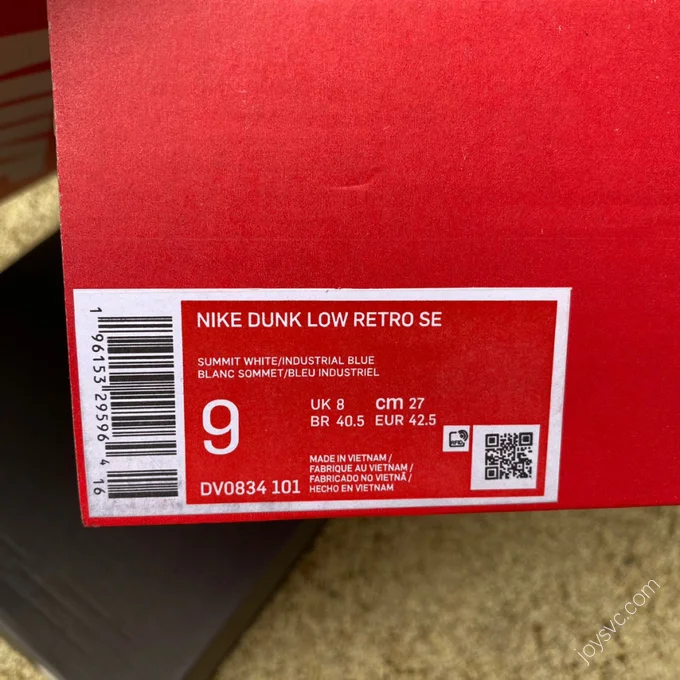 NIKE DUNK LOW RETRO SE
SUMMIT WHITE/INDUSTRIAL BLUE
BLANC SOMMET/BLEU INDUSTRIEL
9
UK 8 cm 27
BR 40.5 EUR 42.5
MADE IN VIETNAM /
FABRIQUE AU VIETNAM /
FABRICADO NO VIETNÃ /
HECHO EN VIETNAM
DV0834 101
1 96153 29596 4 16
joysvc.com